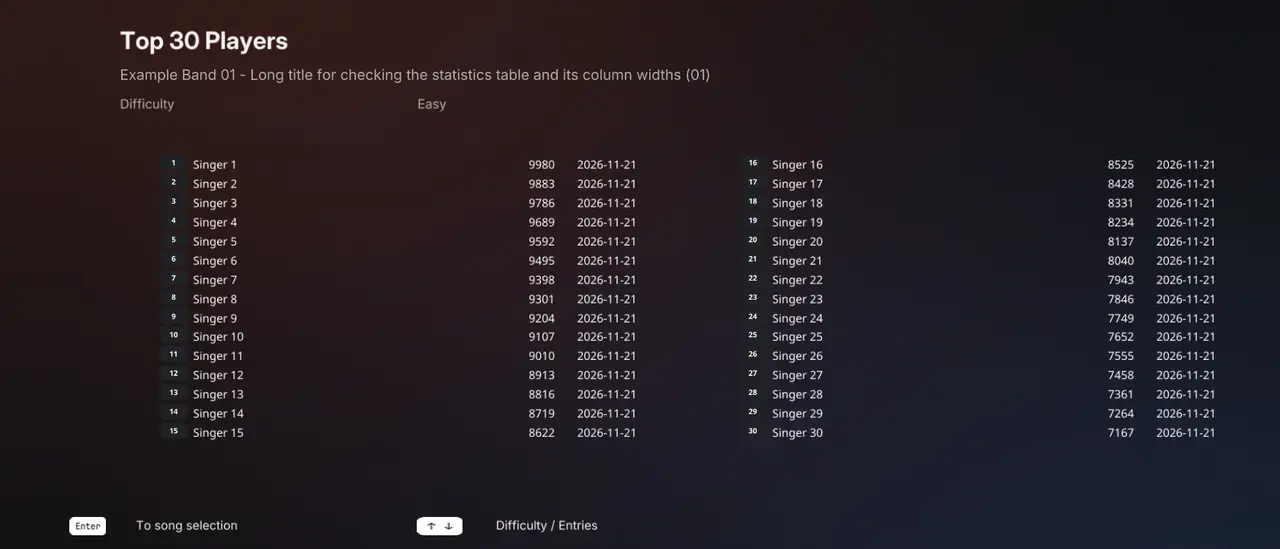 Top 30 Players
Example Band 01 - Long title for checking the statistics table and its column widths (01)
Difficulty Easy
1 Singer 1 9980 2026-11-21
2 Singer 2 9883 2026-11-21
3 Singer 3 9786 2026-11-21
4 Singer 4 9689 2026-11-21
5 Singer 5 9592 2026-11-21
6 Singer 6 9495 2026-11-21
7 Singer 7 9398 2026-11-21
8 Singer 8 9301 2026-11-21
9 Singer 9 9204 2026-11-21
10 Singer 10 9107 2026-11-21
11 Singer 11 9010 2026-11-21
12 Singer 12 8913 2026-11-21
13 Singer 13 8816 2026-11-21
14 Singer 14 8719 2026-11-21
15 Singer 15 8622 2026-11-21
16 Singer 16 8525 2026-11-21
17 Singer 17 8428 2026-11-21
18 Singer 18 8331 2026-11-21
19 Singer 19 8234 2026-11-21
20 Singer 20 8137 2026-11-21
21 Singer 21 8040 2026-11-21
22 Singer 22 7943 2026-11-21
23 Singer 23 7846 2026-11-21
24 Singer 24 7749 2026-11-21
25 Singer 25 7652 2026-11-21
26 Singer 26 7555 2026-11-21
27 Singer 27 7458 2026-11-21
28 Singer 28 7361 2026-11-21
29 Singer 29 7264 2026-11-21
30 Singer 30 7167 2026-11-21
Enter To song selection ↑ ↓ Difficulty / Entries